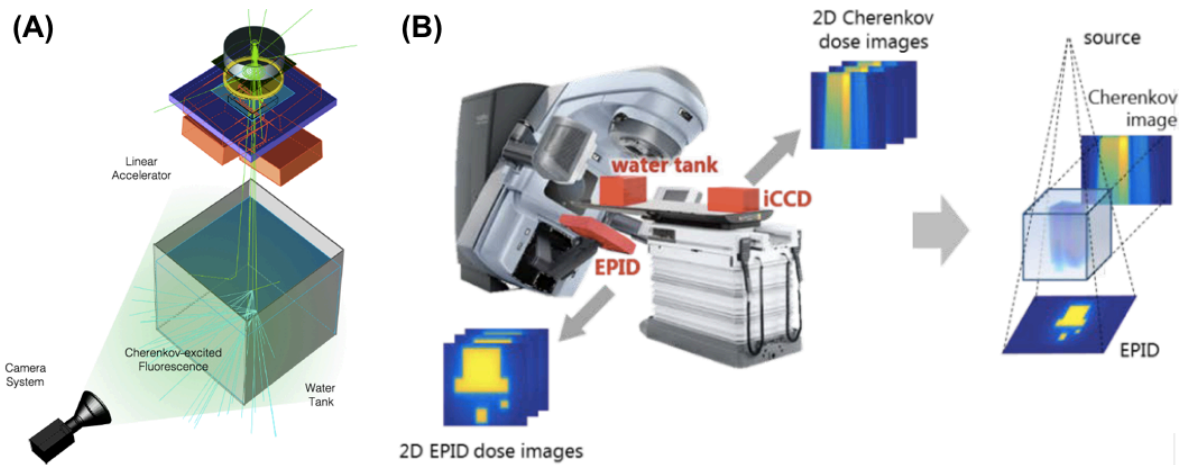 (A)
Linear
Accelerator
Cherenkov-excited
Fluorescence
Camera
System
Water
Tank
(B)
2D Cherenkov
dose images
water tank
iCCD
EPID
2D EPID dose images
source
Cherenkov
image
EPID